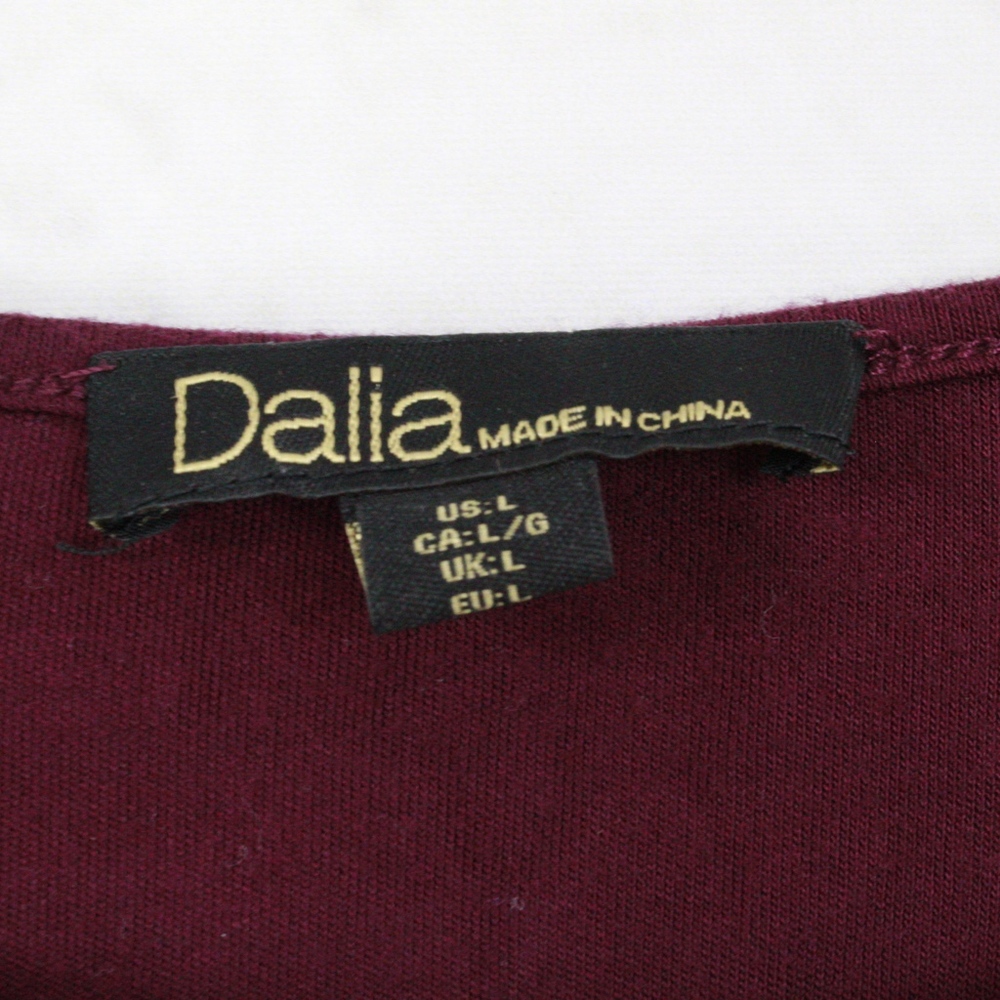 Dalia MADE IN CHINA
US: L
CA: L/G
UK: L
EU: L